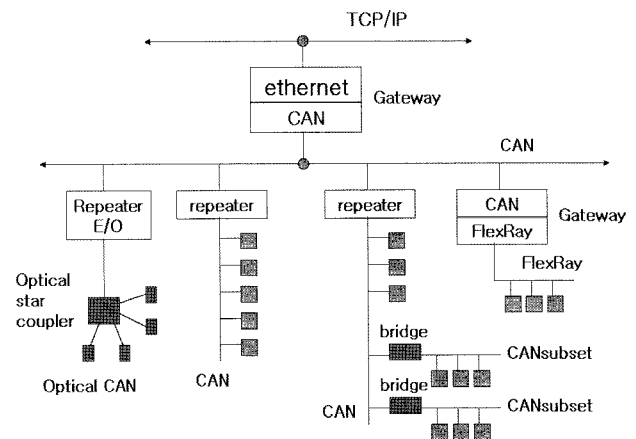 TCP/IP
ethernet
Gateway
CAN
CAN
Repeater
E/O
repeater
repeater
CAN
FlexRay
Gateway
FlexRay
Optical
star
coupler
Optical CAN
CAN
bridge
CANsubset
bridge
CANsubset
CAN